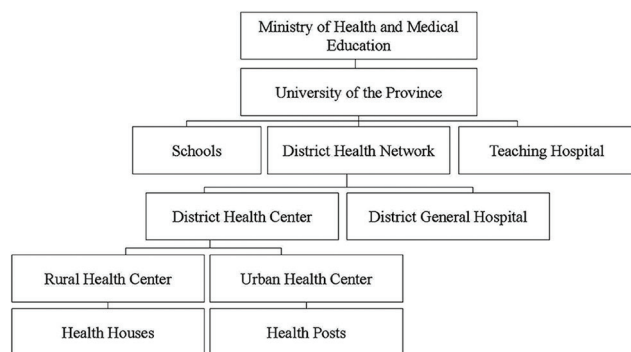 Ministry of Health and Medical
Education
University of the Province
Schools
District Health Network
Teaching Hospital
District Health Center
District General Hospital
Rural Health Center
Urban Health Center
Health Houses
Health Posts